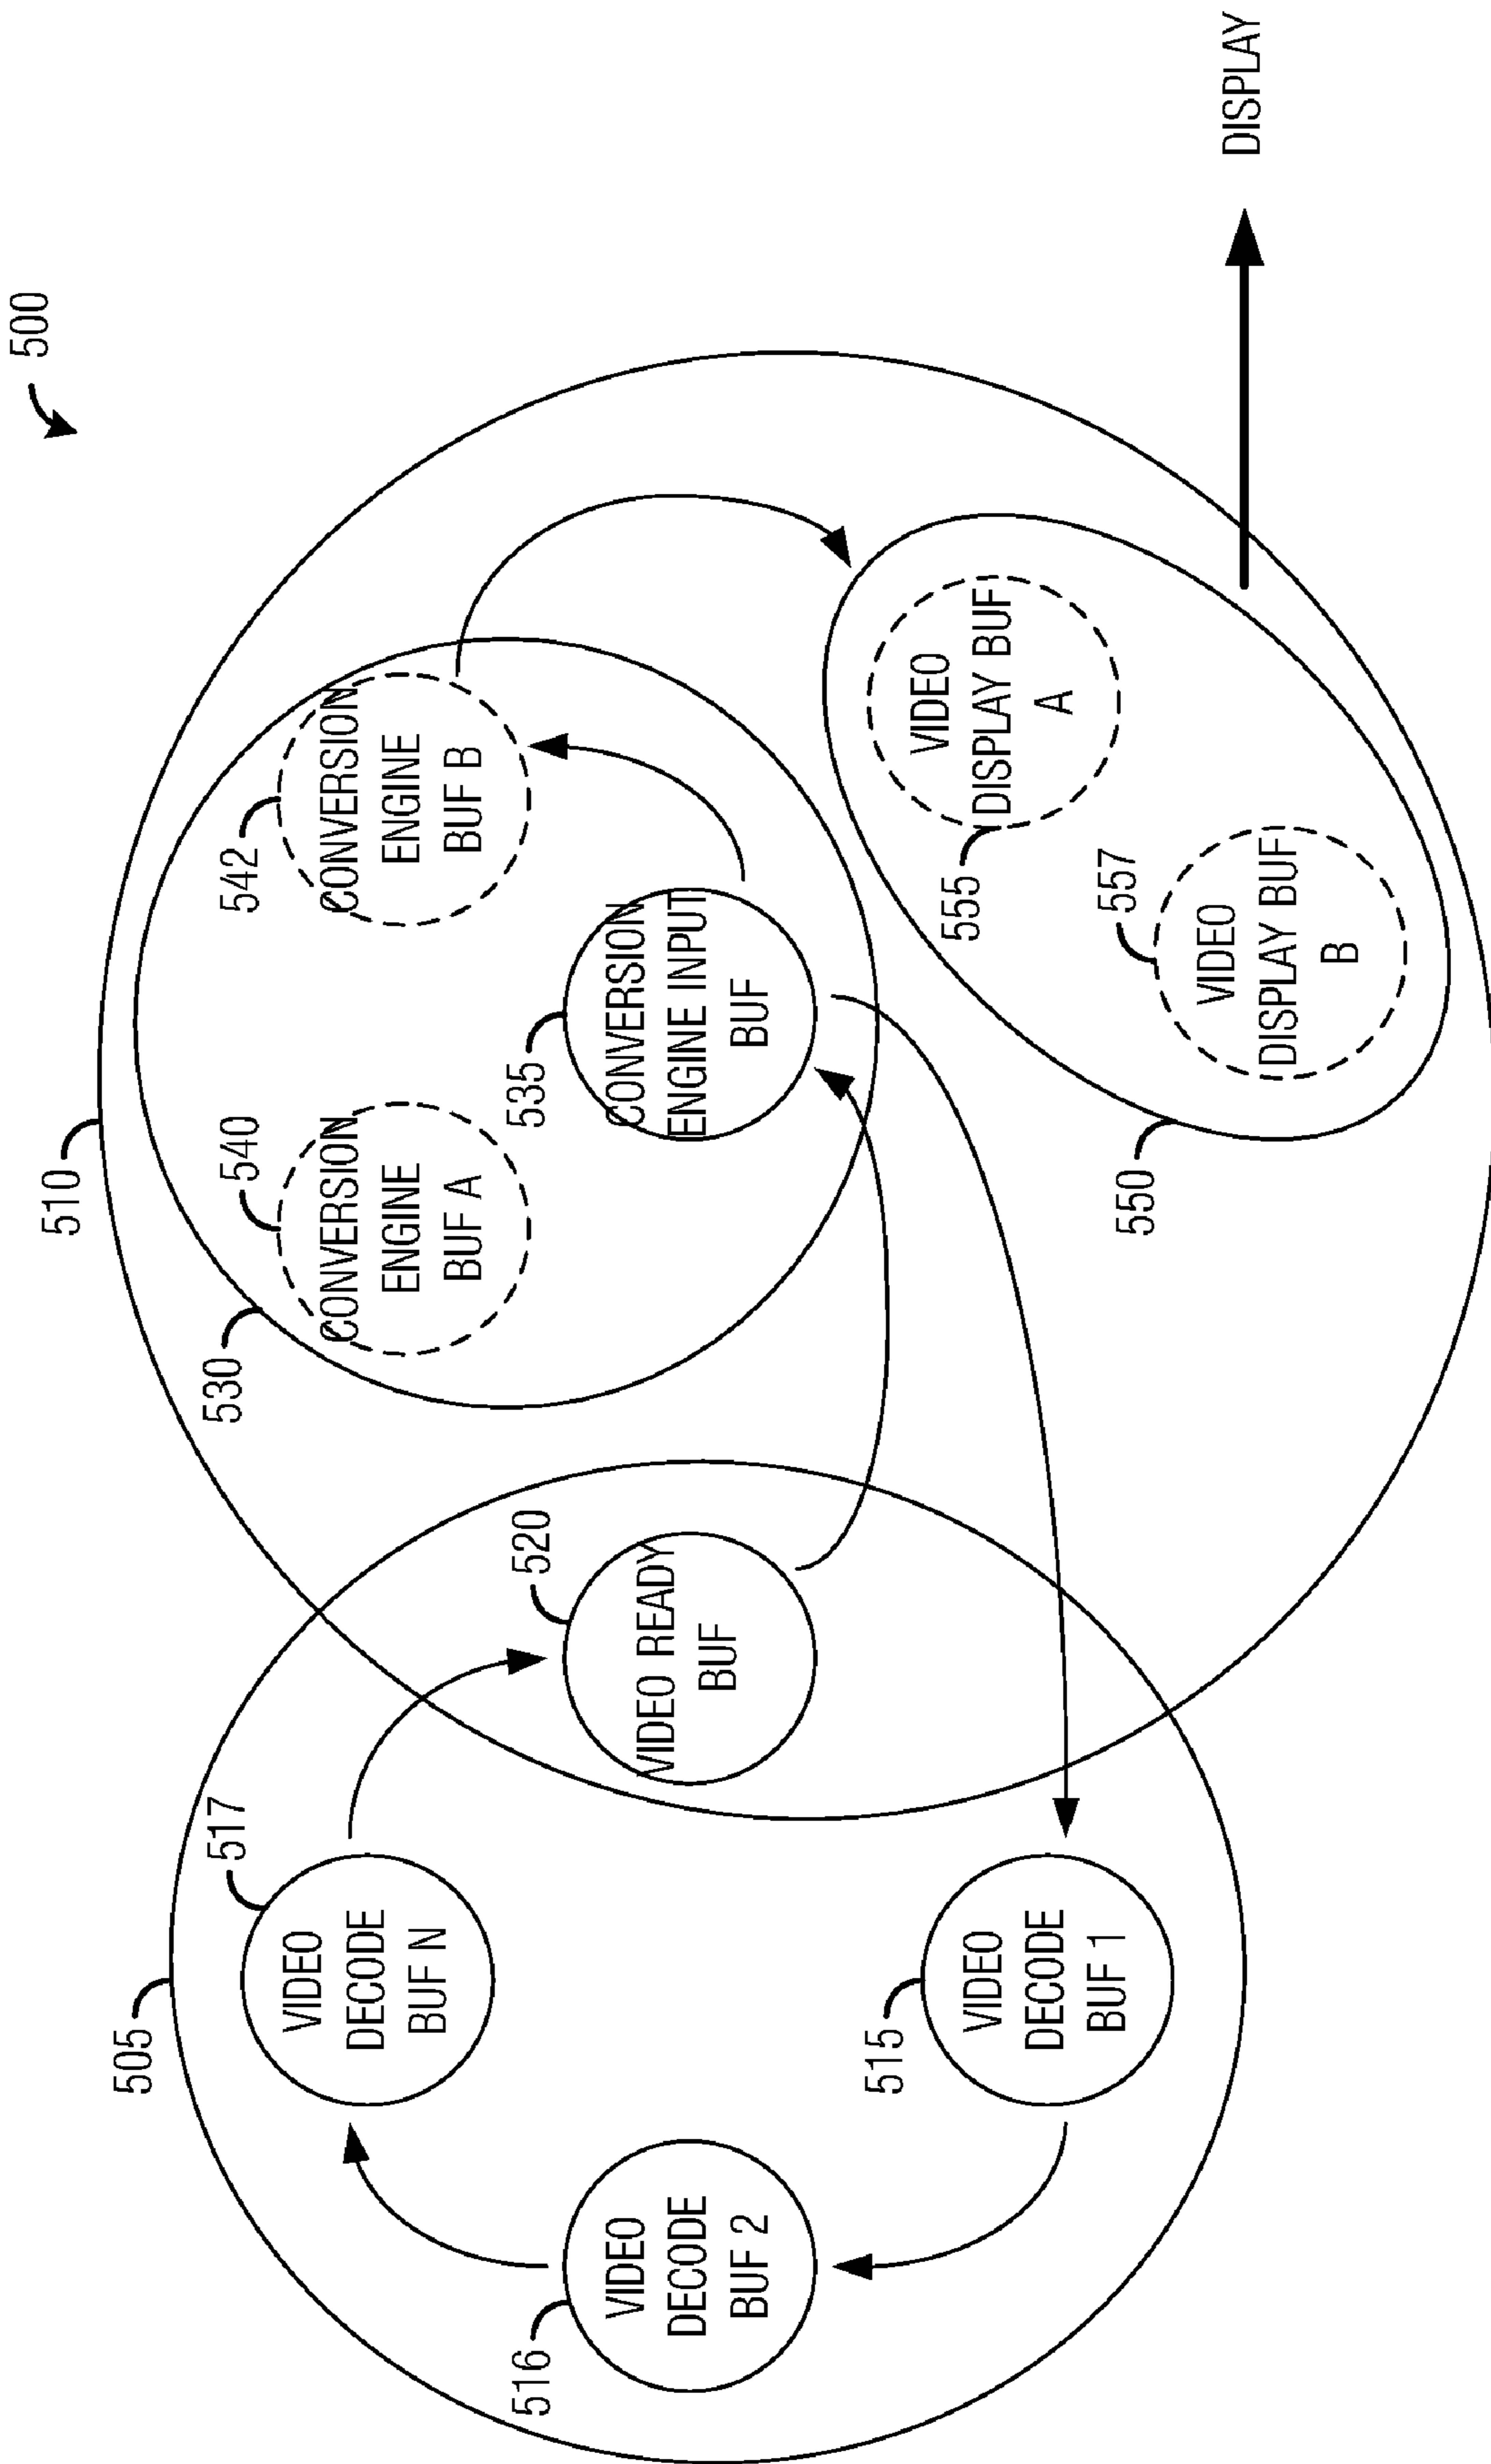 500
505
510
517
VIDEO
DECODE
BUF N
516
VIDEO
DECODE
BUF 2
515
VIDEO
DECODE
BUF 1
520
VIDEO READY
BUF
530
540
CONVERSION
ENGINE
BUF A
542
CONVERSION
ENGINE
BUF B
535
CONVERSION
ENGINE INPUT
BUF
550
555
VIDEO
DISPLAY BUF
A
557
VIDEO
DISPLAY BUF
B
DISPLAY